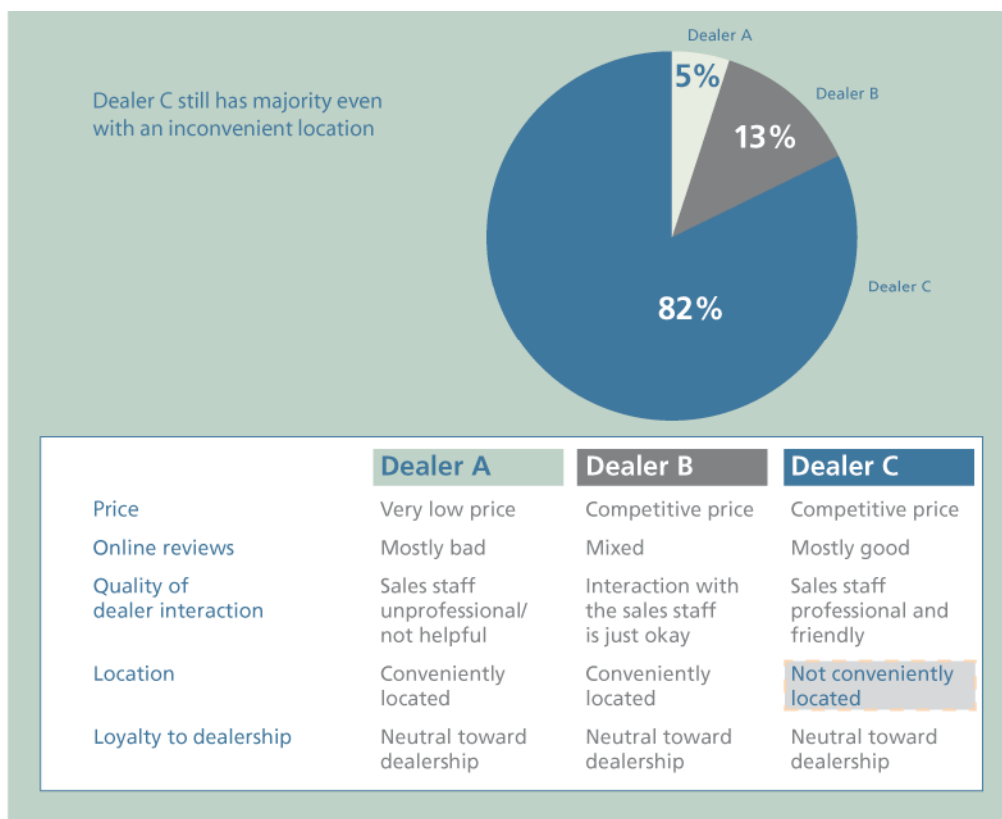 Dealer A
5%
Dealer B
13%
Dealer C still has majority even
with an inconvenient location
Dealer C
82%
Dealer A Dealer B Dealer C
Price Very low price Competitive price Competitive price
Online reviews Mostly bad Mixed Mostly good
Quality of Sales staff Interaction with Sales staff
dealer interaction unprofessional/ the sales staff professional and
not helpful is just okay friendly
Location Conveniently Conveniently Not conveniently
located located located
Loyalty to dealership Neutral toward Neutral toward Neutral toward
dealership dealership dealership